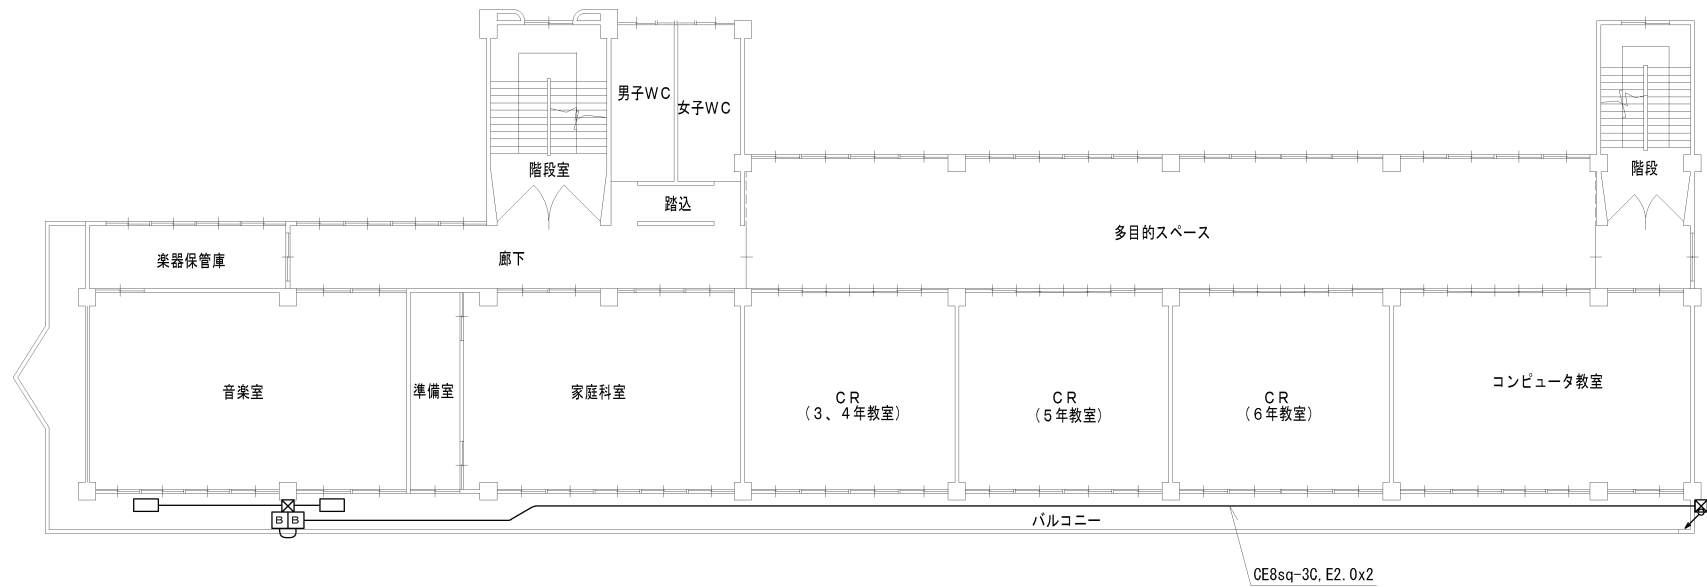 男子WC
女子WC
階段室
階段
踏込
多目的スペース
楽器保管庫
廊下
音楽室
準備室
家庭科室
CR
(3、4年教室)
CR
(5年教室)
CR
(6年教室)
コンピュータ教室
B B
バルコニー
CE8sq-3C, E2.0x2